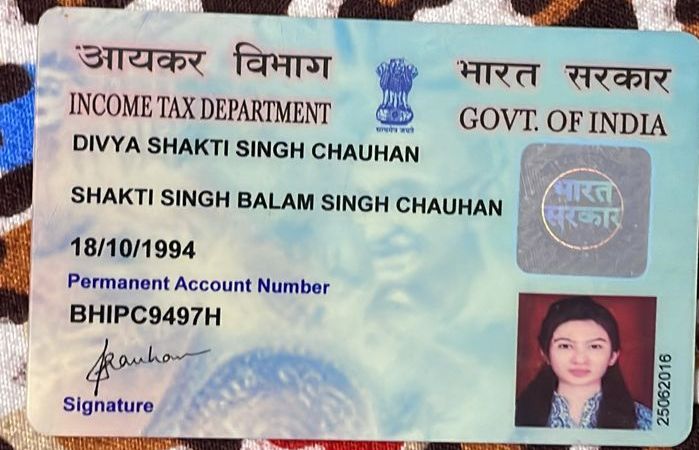 आयकर विभाग
भारत सरकार
INCOME TAX DEPARTMENT
GOVT. OF INDIA
सत्यमेव जयते
DIVYA SHAKTI SINGH CHAUHAN
SHAKTI SINGH BALAM SINGH CHAUHAN
भारत
सरकार
18/10/1994
Permanent Account Number
BHIPC9497H
Signature
25062016